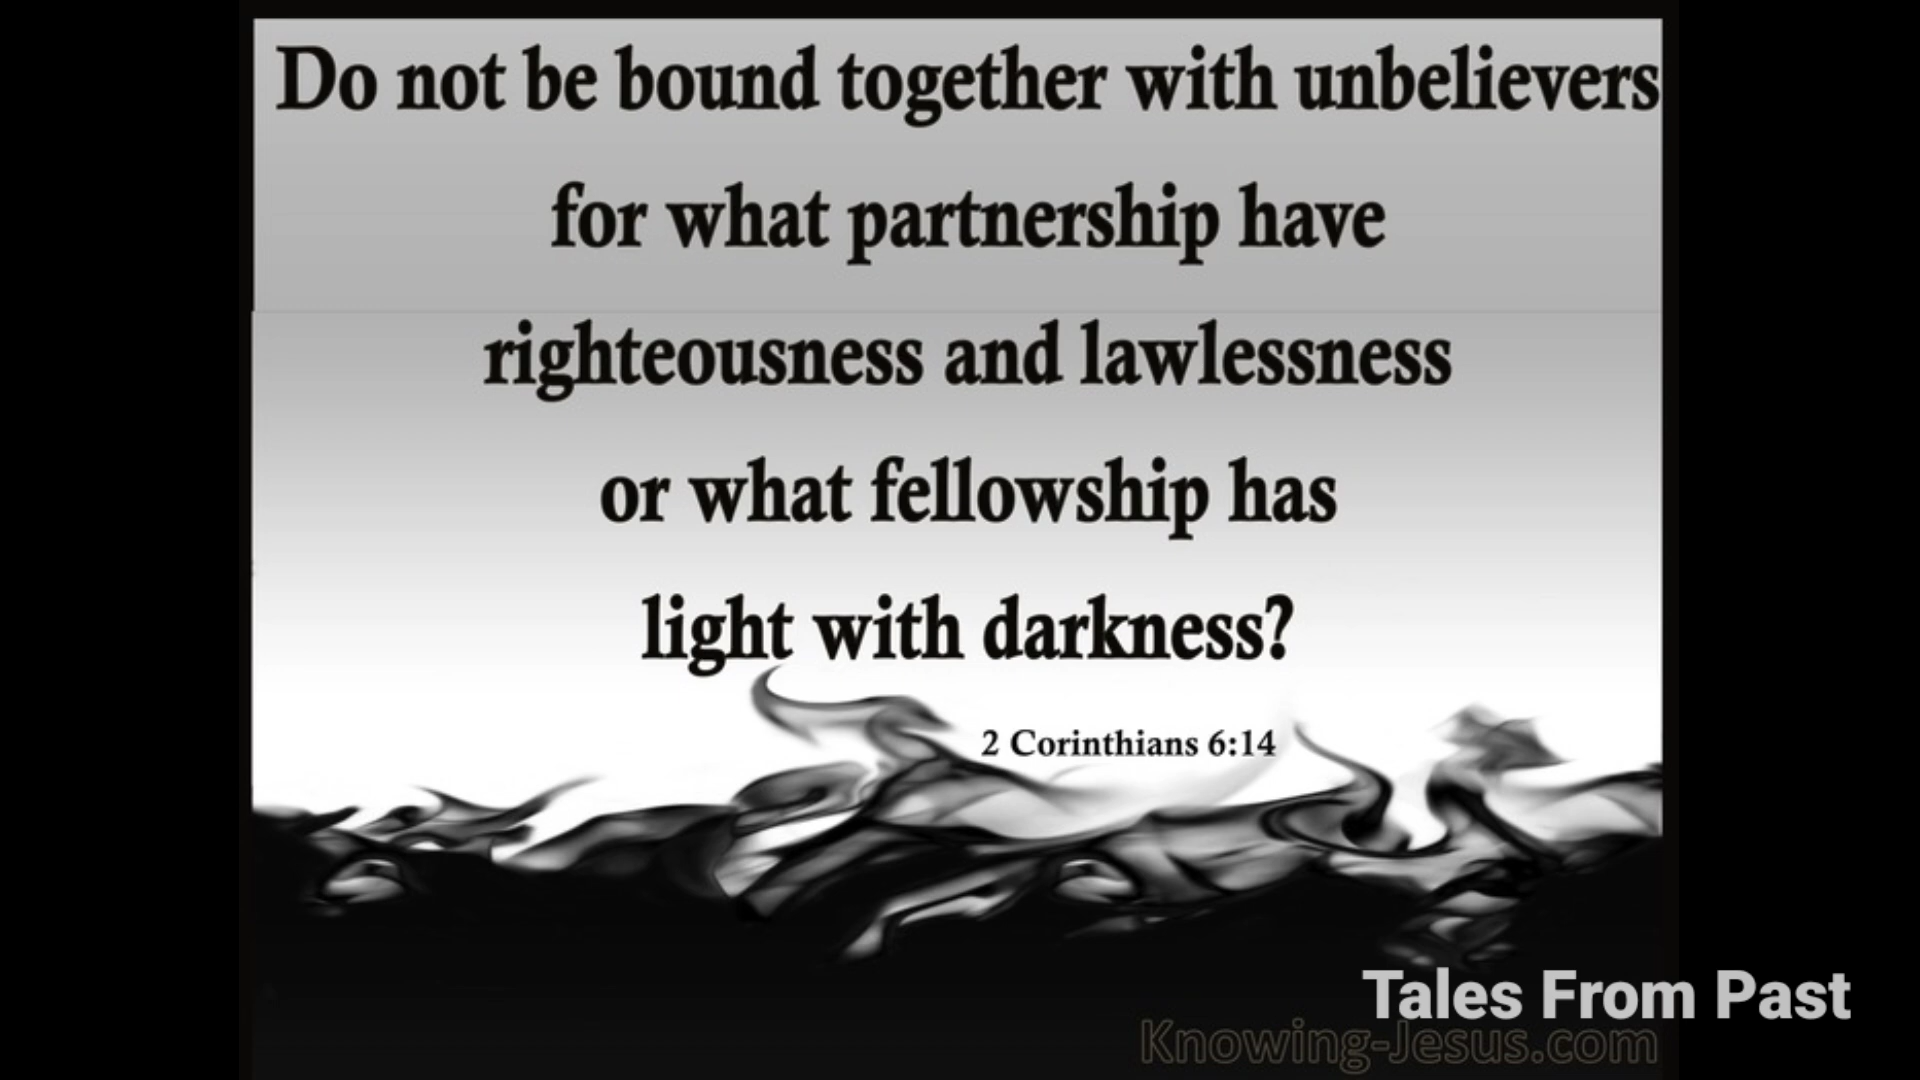 Do not be bound together with unbelievers
for what partnership have
righteousness and lawlessness
or what fellowship has
light with darkness?
2 Corinthians 6:14
Tales From Past
Knowing-Jesus.com